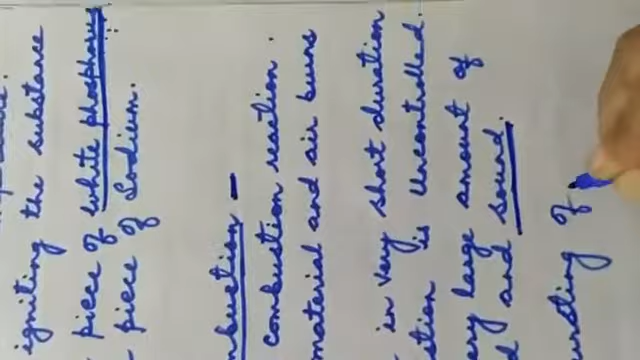 igniting the substance
piece of white phosphorus
piece of Sodium.
combustion reaction.
material and air burns
in very short duration
is uncontrolled.
large amount of
and sound.
of